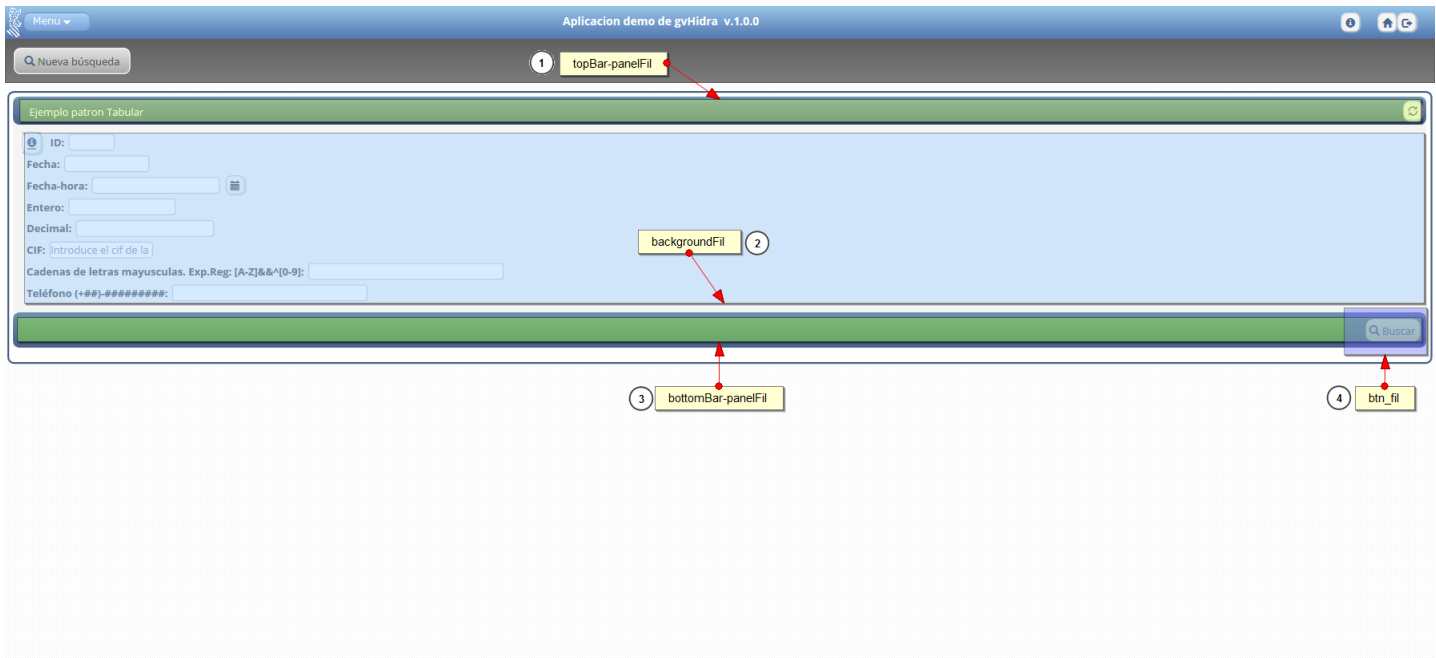 Menu
Aplicacion demo de gvHidra v.1.0.0
Nueva búsqueda
1
topBar-panelFil
Ejemplo patron Tabular
ID:
Fecha:
Fecha-hora:
Entero:
Decimal:
CIF: Introduce el cif de la
Cadenas de letras mayusculas. Exp.Reg: [A-Z]&&^[0-9]:
Teléfono (+##)-#########:
backgroundFil
2
Buscar
3
bottomBar-panelFil
4
btn_fil